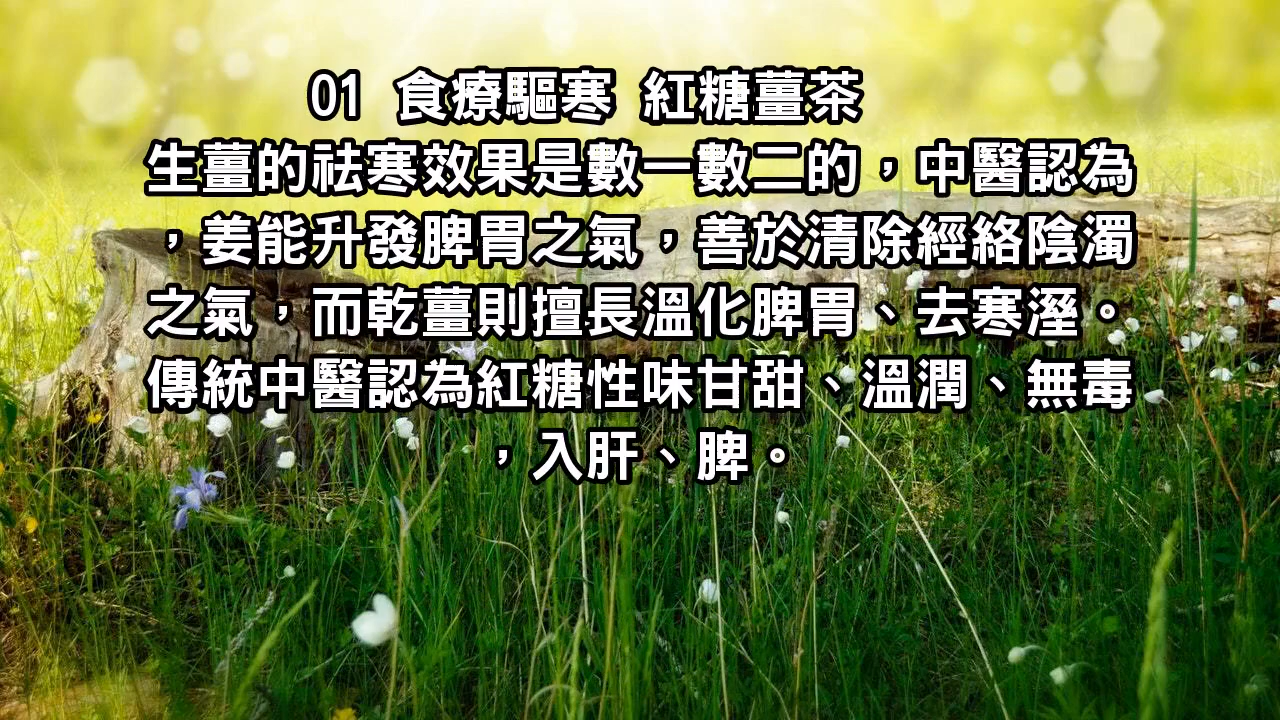 01 食療驅寒 紅糖薑茶
生薑的祛寒效果是數一數二的，中醫認為
，姜能升發脾胃之氣，善於清除經絡陰濁
之氣，而乾薑則擅長溫化脾胃、去寒溼。
傳統中醫認為紅糖性味甘甜、溫潤、無毒
，入肝、脾。